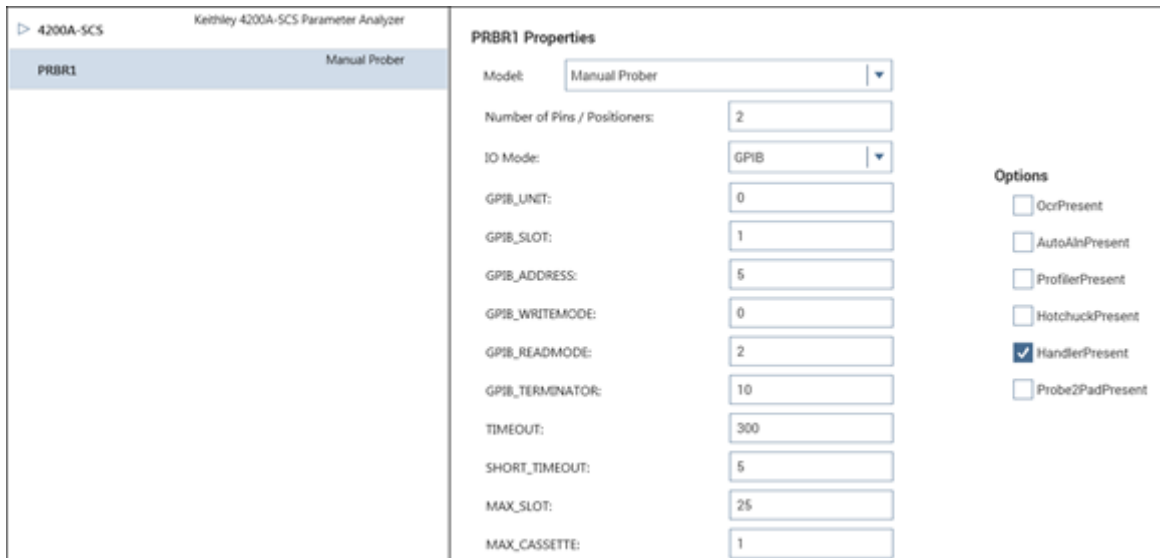 4200A-SCS Keithley 4200A-SCS Parameter Analyzer
PRBR1 Manual Prober
PRBR1 Properties
Model: Manual Prober
Number of Pins / Positioners: 2
IO Mode: GPIB
GPIB_UNIT: 0
GPIB_SLOT: 1
GPIB_ADDRESS: 5
GPIB_WRITEMODE: 0
GPIB_READMODE: 2
GPIB_TERMINATOR: 10
TIMEOUT: 300
SHORT_TIMEOUT: 5
MAX_SLOT: 25
MAX_CASSETTE: 1
Options
OcrPresent
AutoAlnPresent
ProfilerPresent
HotchuckPresent
HandlerPresent
Probe2PadPresent